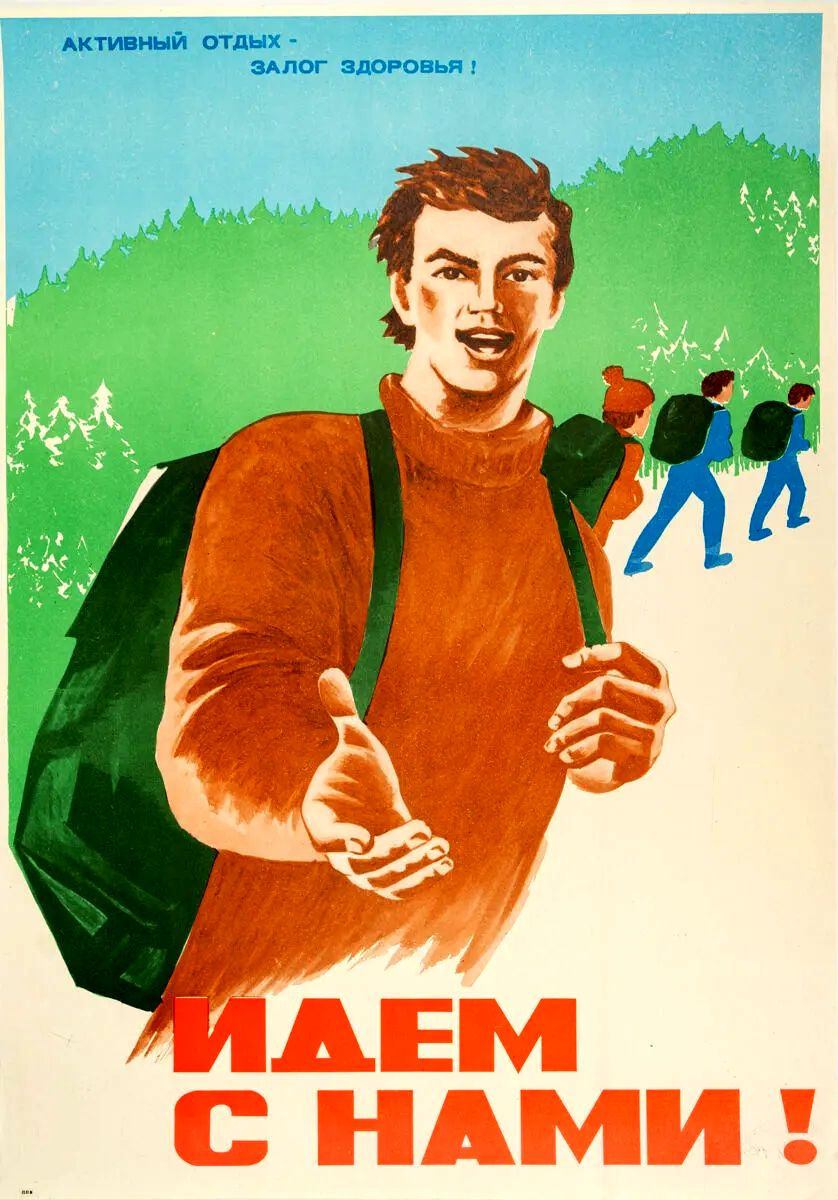 АКТИВНЫЙ ОТДЫХ -
ЗАЛОГ ЗДОРОВЬЯ !
ИДЕМ
С НАМИ !